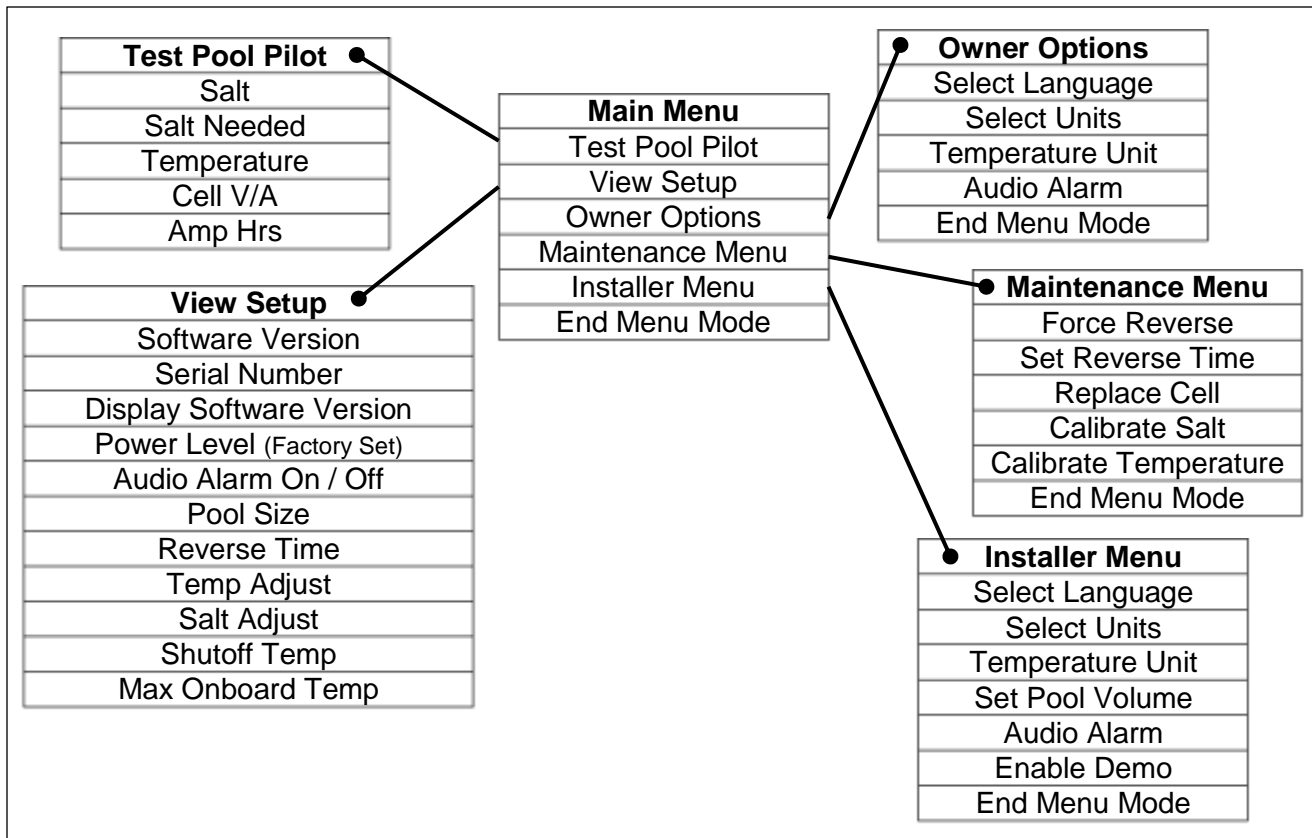 Test Pool Pilot
Salt
Salt Needed
Temperature
Cell V/A
Amp Hrs
View Setup
Software Version
Serial Number
Display Software Version
Power Level (Factory Set)
Audio Alarm On / Off
Pool Size
Reverse Time
Temp Adjust
Salt Adjust
Shutoff Temp
Max Onboard Temp
Main Menu
Test Pool Pilot
View Setup
Owner Options
Maintenance Menu
Installer Menu
End Menu Mode
Owner Options
Select Language
Select Units
Temperature Unit
Audio Alarm
End Menu Mode
Maintenance Menu
Force Reverse
Set Reverse Time
Replace Cell
Calibrate Salt
Calibrate Temperature
End Menu Mode
Installer Menu
Select Language
Select Units
Temperature Unit
Set Pool Volume
Audio Alarm
Enable Demo
End Menu Mode